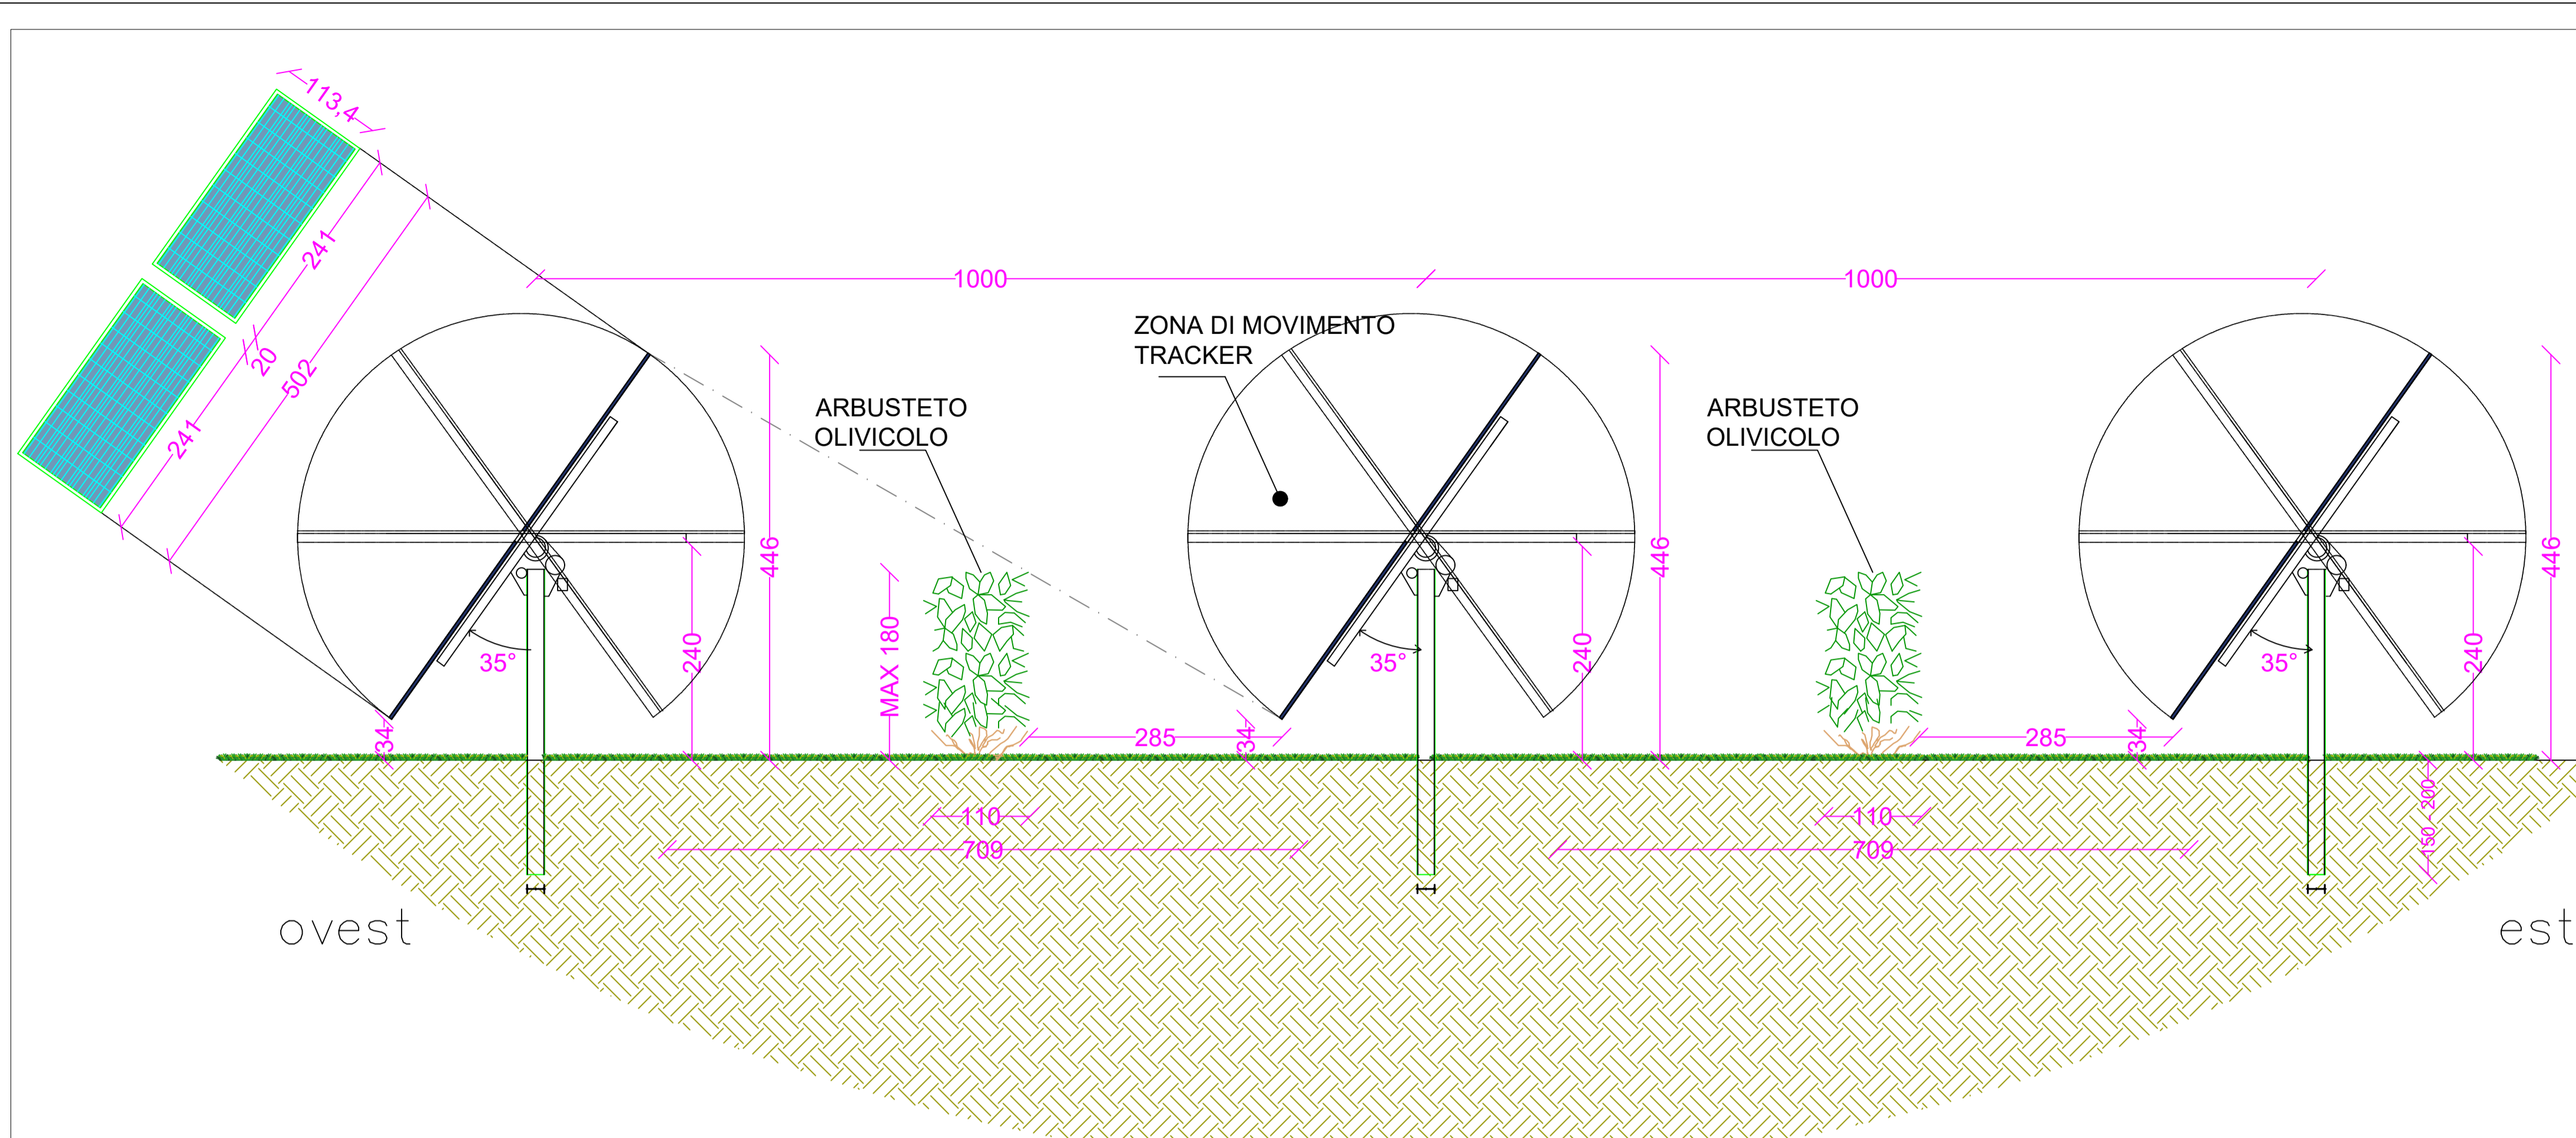 113,4
241
20
502
241
1000
1000
ZONA DI MOVIMENTO
TRACKER
ARBUSTETO
OLIVICOLO
ARBUSTETO
OLIVICOLO
446
446
446
MAX 180
240
240
240
35°
35°
35°
34
285
34
285
34
110
110
709
709
150 - 200
ovest
est